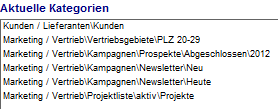 Aktuelle Kategorien
Kunden / Lieferanten\Kunden
Marketing / Vertrieb\Vertriebsgebiete\PLZ 20-29
Marketing / Vertrieb\Kampagnen\Prospekte\Abgeschlossen\2012
Marketing / Vertrieb\Kampagnen\Newsletter\Neu
Marketing / Vertrieb\Kampagnen\Newsletter\Heute
Marketing / Vertrieb\Projektliste\aktiv\Projekte